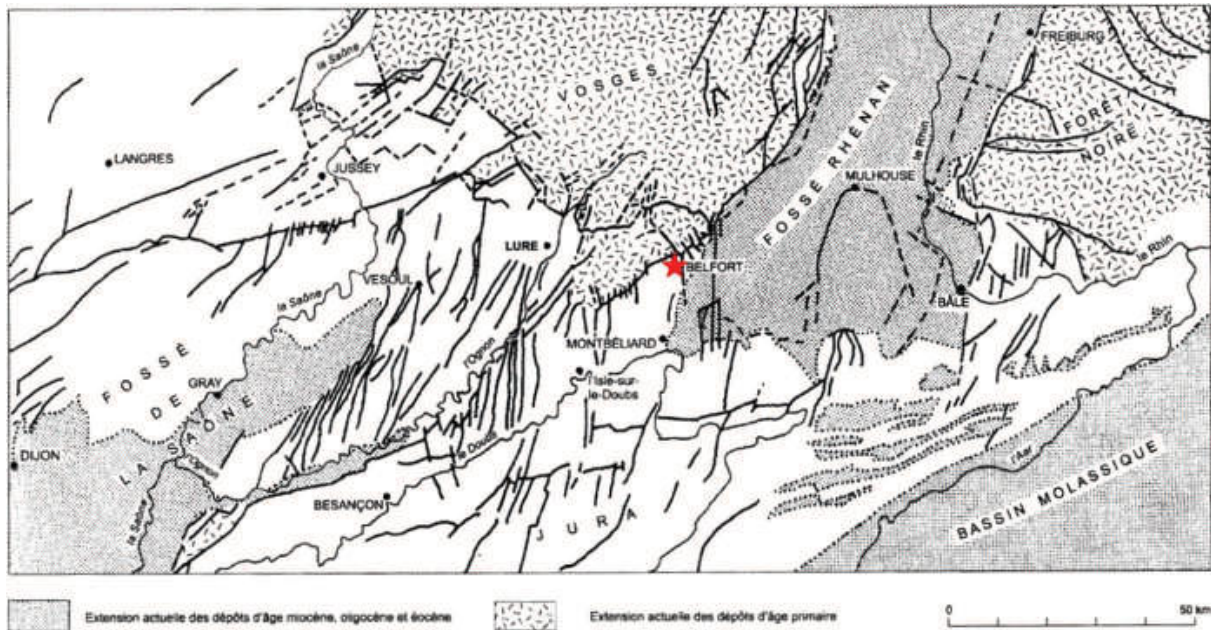 FREIBURG
la Saône
VOSGES
FOSSÉ RHÉNAN
le Rhin
FORÊT
NOIRE
LANGRES
JUSSEY
MULHOUSE
LURE
le Rhin
BELFORT
VESOUL
la Saône
BÂLE
MONTBÉLIARD
l'Ognon
l'Isle-sur-
le-Doubs
FOSSÉ
DE
LA SAÔNE
GRAY
le Doubs
DIJON
l'Ognon
la Saône
BESANÇON
JURA
l'Aar
BASSIN MOLASSIQUE
Extension actuelle des dépôts d'âge miocène, oligocène et éocène
Extension actuelle des dépôts d'âge primaire
0 50 km